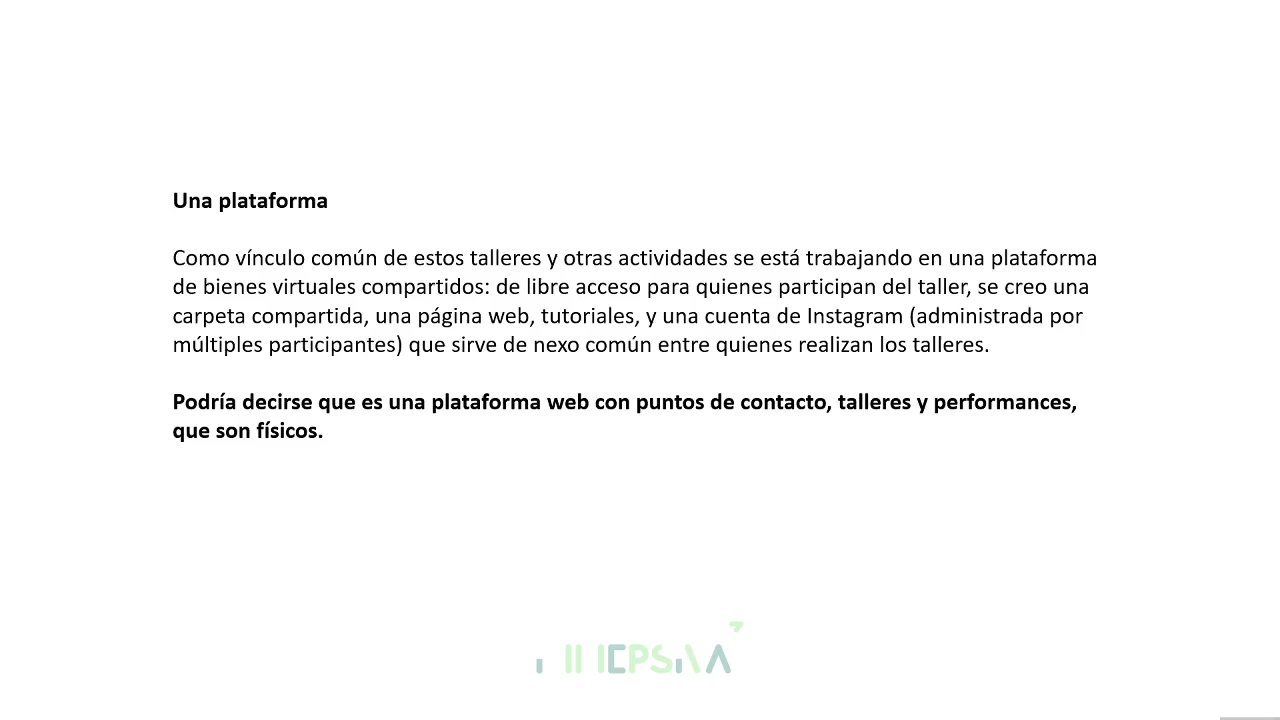 Una plataforma
Como vínculo común de estos talleres y otras actividades se está trabajando en una plataforma
de bienes virtuales compartidos: de libre acceso para quienes participan del taller, se creo una
carpeta compartida, una página web, tutoriales, y una cuenta de Instagram (administrada por
múltiples participantes) que sirve de nexo común entre quienes realizan los talleres.
Podría decirse que es una plataforma web con puntos de contacto, talleres y performances,
que son físicos.